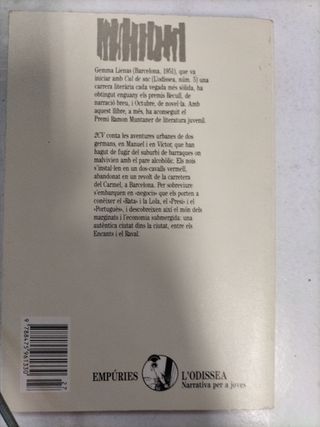 Gemma Lienas (Barcelona, 1951), que va
iniciar amb Cul de sac (L'odissea, núm. 5) una
carrera literària cada vegada més sòlida, ha
obtingut enguany els premis Recull, de
narració breu, i Octubre, de novel·la. Amb
aquest llibre, a més, ha aconseguit el
Premi Ramon Muntaner de literatura juvenil.
2CV conta les aventures urbanes de dos
germans, en Manuel i en Víctor, que han
hagut de fugir del suburbi de barraques on
malvivien amb el pare alcohòlic. Els nois
s'instal·len en un dos-cavalls vermell,
abandonat en un revolt de la carretera
del Carmel, a Barcelona. Per sobreviure
s'embarquen en «negocis» que els porten a
conèixer el «Rata» i la Lola, el «Presi» i el
«Portuguès», i descobreixen així el món dels
marginats i l'economia submergida: una
autèntica ciutat dins la ciutat, entre els
Encants i el Raval.
27
9788475961330
EMPÚRIES
L'ODISSEA
Narrativa per a joves